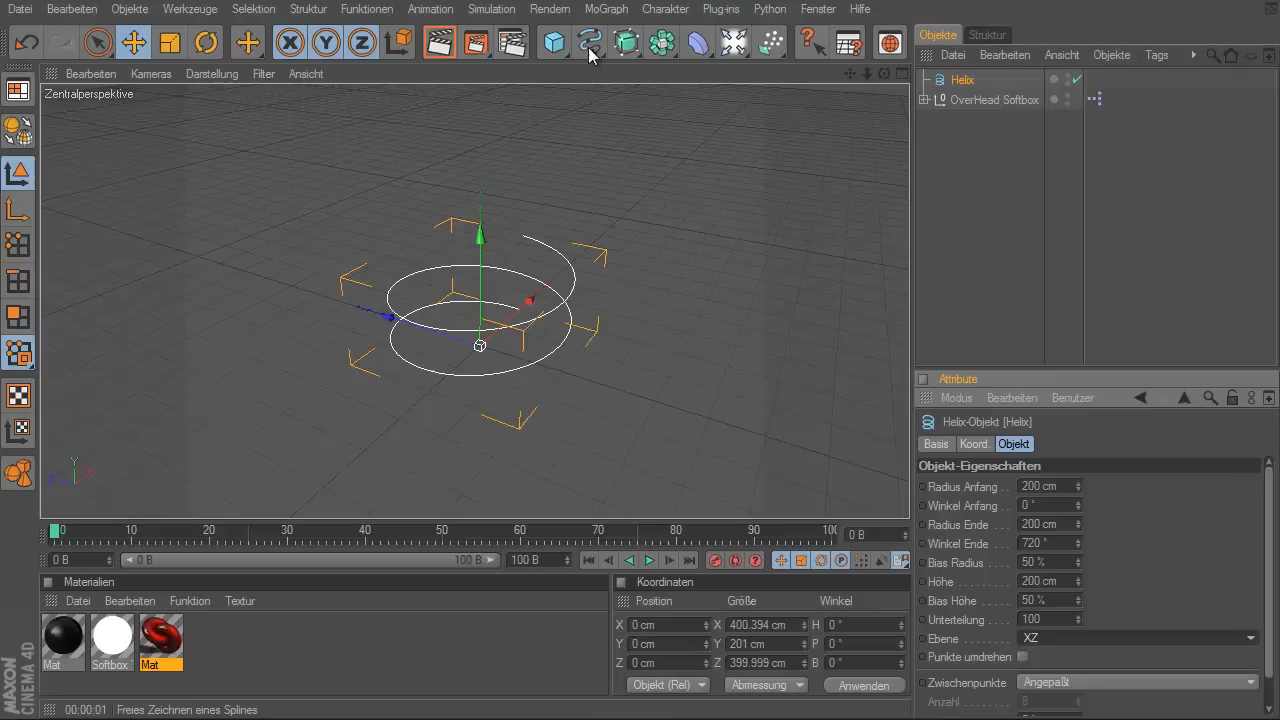 Datei Bearbeiten Objekte Werkzeuge Selektion Struktur Funktionen Animation Simulation Rendern MoGraph Charakter Plug-ins Python Fenster Hilfe
Objekte Struktur
Datei Bearbeiten Ansicht Objekte Tags
Bearbeiten Kameras Darstellung Filter Ansicht
Zentralperspektive
Helix
OverHead Softbox
Attribute
Modus Bearbeiten Benutzer
Helix-Objekt [Helix]
Basis Koord. Objekt
Objekt-Eigenschaften
Radius Anfang . . 200 cm
Winkel Anfang . . 0 °
Radius Ende . . . 200 cm
Winkel Ende . . . . 720 °
Bias Radius . . . . 50 %
Höhe . . . . . . . . . 200 cm
Bias Höhe . . . . . 50 %
Unterteilung . . . . 100
Ebene . . . . . . . . XZ
Punkte umdrehen
Zwischenpunkte Angepaßt
Anzahl . 8
Y
X
Z
0 10 20 30 40 50 60 70 80 90 100
0 B
0 B 0 B 100 B 100 B
Materialien
Datei Bearbeiten Funktion Textur
Mat Softbox Mat
Koordinaten
Position Größe Winkel
X 0 cm X 400.394 cm H 0 °
Y 0 cm Y 201 cm P 0 °
Z 0 cm Z 399.999 cm B 0 °
Objekt (Rel) Abmessung Anwenden
MAXON
CINEMA 4D
00:00:01 Freies Zeichnen eines Splines